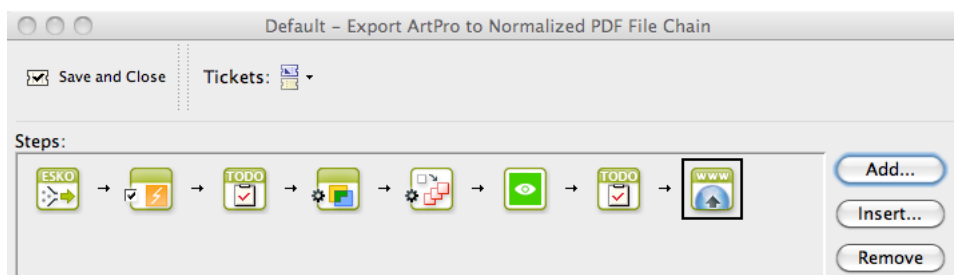 Default – Export ArtPro to Normalized PDF File Chain
Save and Close Tickets:
Steps:
ESKO TODO TODO WWW
Add...
Insert...
Remove